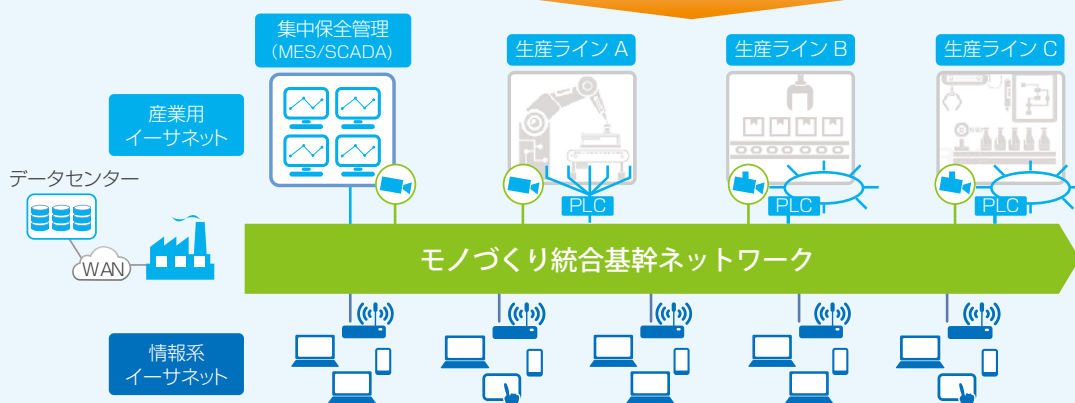 集中保全管理
(MES/SCADA)
生産ライン A
生産ライン B
生産ライン C
産業用
イーサネット
データセンター
WAN
PLC
PLC
PLC
モノづくり統合基幹ネットワーク
情報系
イーサネット